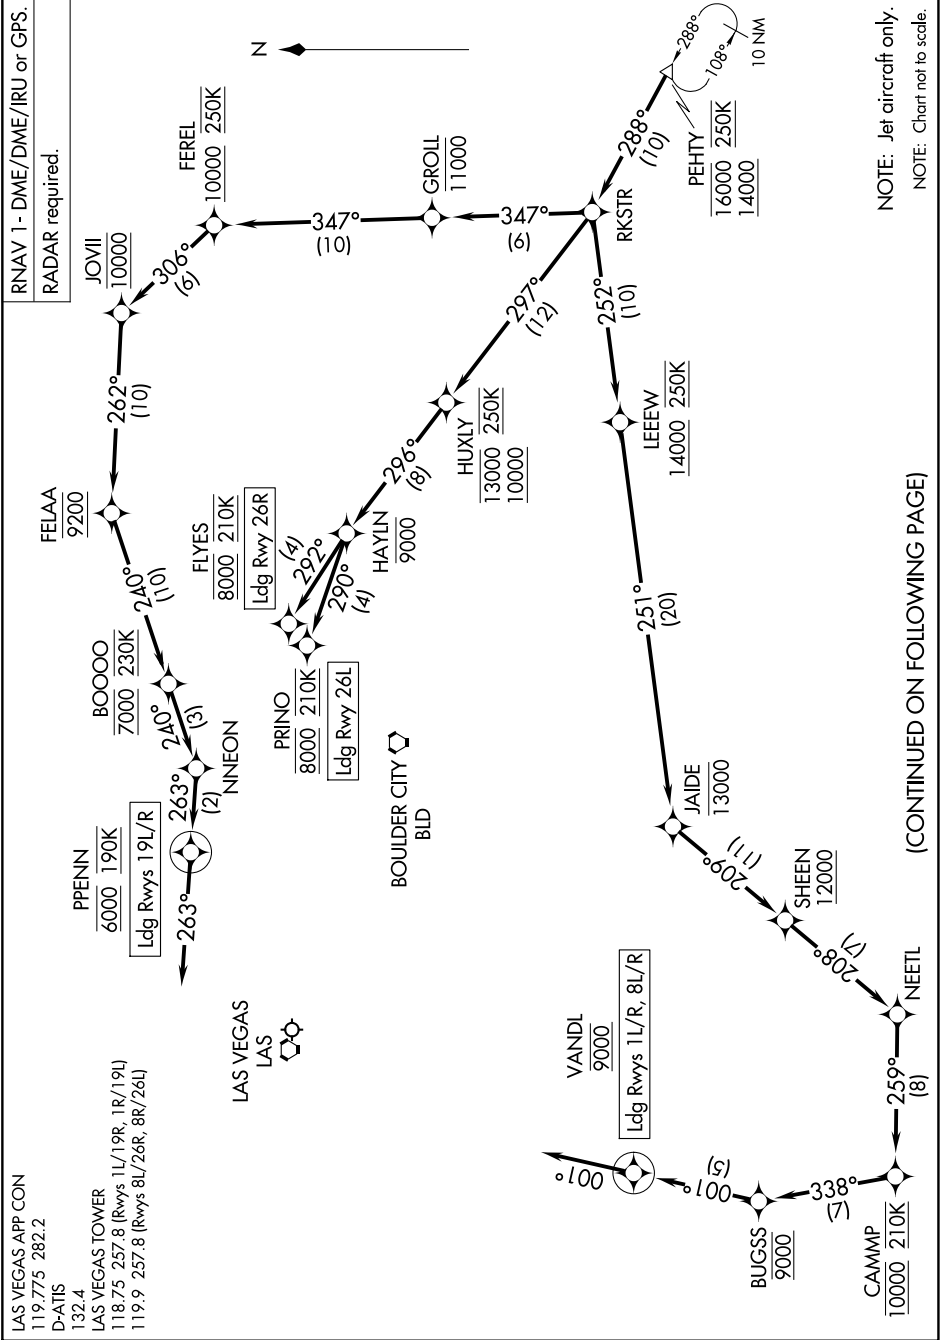 LAS VEGAS APP CON
119.775 282.2
D-ATIS
132.4
LAS VEGAS TOWER
118.75 257.8 (Rwys 1L/19R, 1R/19L)
119.9 257.8 (Rwys 8L/26R, 8R/26L)
RNAV 1 - DME/DME/IRU or GPS.
RADAR required.
N
PPENN
6000 190K
Ldg Rwys 19L/R
263°
263°
(2)
NNEON
240°
(3)
BOOOO
7000 230K
240°
(10)
FELAA
9200
262°
(10)
JOVII
10000
306°
(6)
FEREL
10000 250K
347°
(10)
GROLL
11000
347°
(6)
RKSTR
288°
(10)
PEHTY
16000 250K
14000
288°
108°
10 NM
LAS VEGAS
LAS
BOULDER CITY
BLD
FLYES
8000 210K
Ldg Rwy 26R
(4)
292°
290°
(4)
PRINO
8000 210K
Ldg Rwy 26L
HAYLN
9000
296°
(8)
HUXLY
13000 250K
10000
297°
(12)
252°
(10)
LEEEW
14000 250K
251°
(20)
JAIDE
13000
209°
(11)
SHEEN
12000
208°
(7)
NEETL
259°
(8)
CAMMP
10000 210K
338°
(7)
BUGSS
9000
001°
(5)
VANDL
9000
Ldg Rwys 1L/R, 8L/R
001°
(CONTINUED ON FOLLOWING PAGE)
NOTE: Jet aircraft only.
NOTE: Chart not to scale.